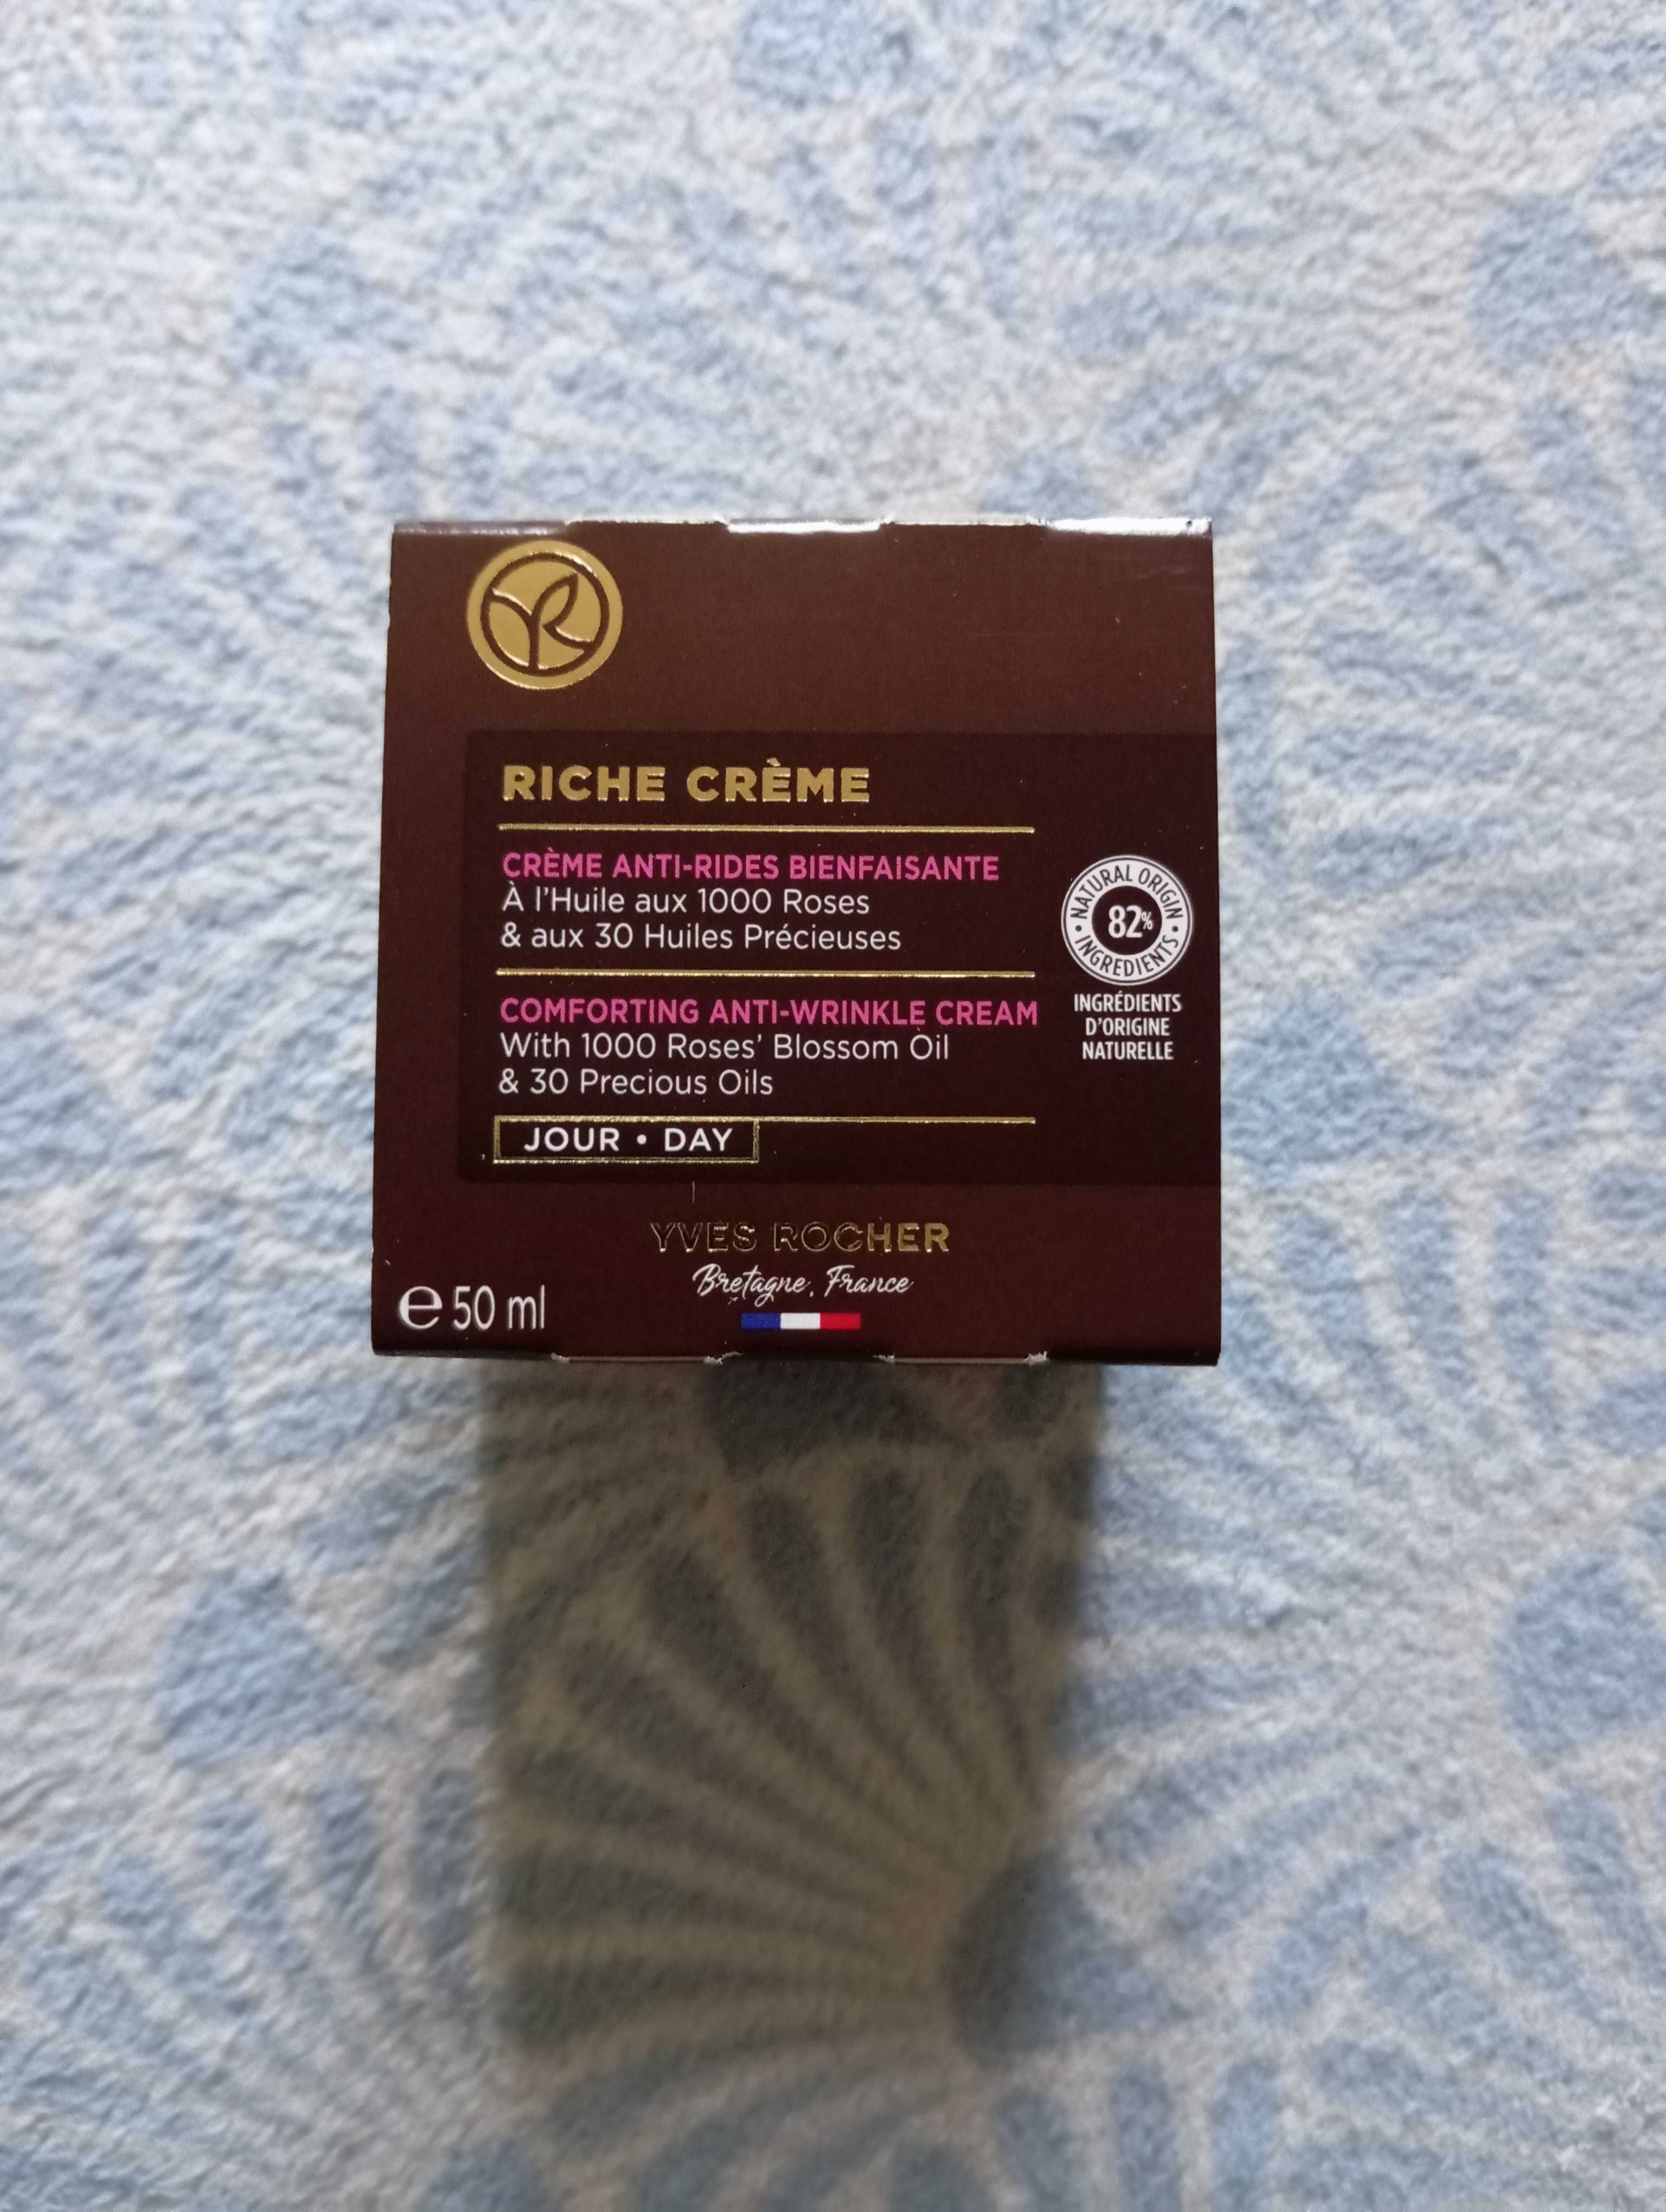 RICHE CRÈME
CRÈME ANTI-RIDES BIENFAISANTE
À l'Huile aux 1000 Roses
& aux 30 Huiles Précieuses
COMFORTING ANTI-WRINKLE CREAM
With 1000 Roses' Blossom Oil
& 30 Precious Oils
JOUR • DAY
NATURAL ORIGIN
82%
INGREDIENTS
INGRÉDIENTS
D'ORIGINE
NATURELLE
YVES ROCHER
Bretagne, France
℮ 50 ml